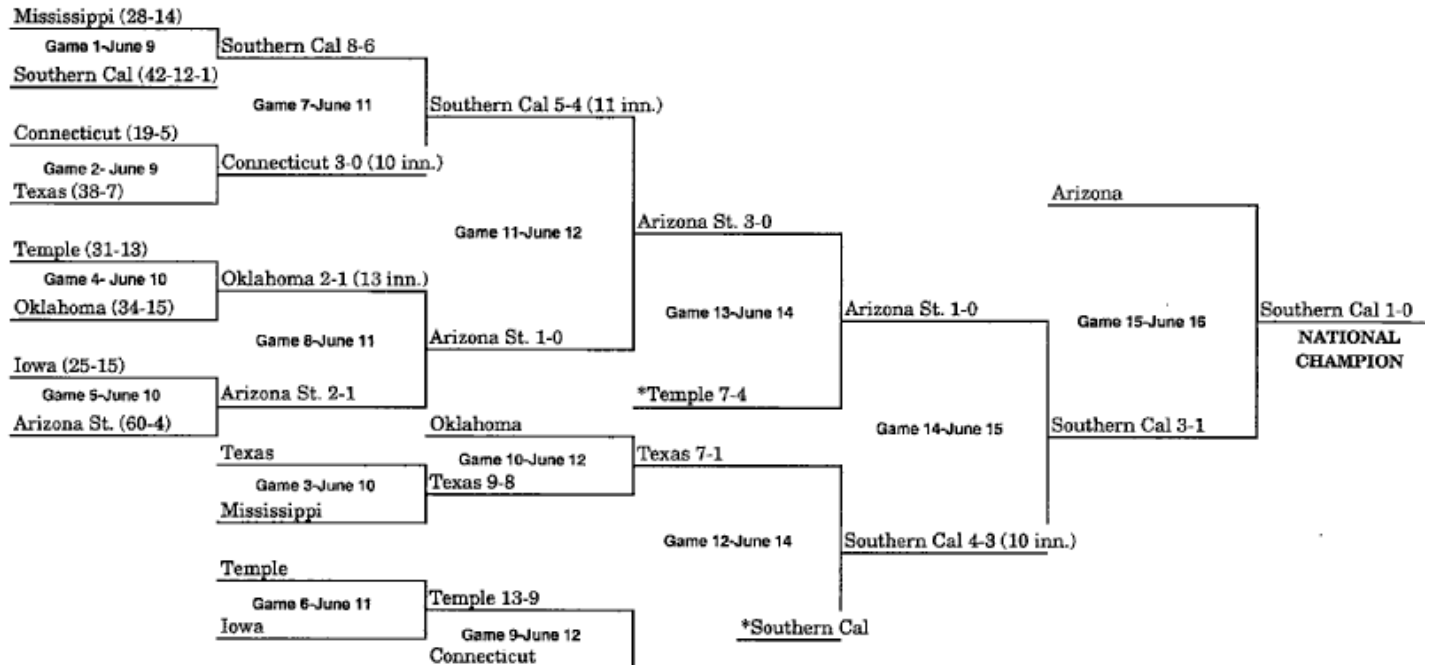 Mississippi (28-14)
Game 1-June 9
Southern Cal 8-6
Southern Cal (42-12-1)
Game 7-June 11
Southern Cal 5-4 (11 inn.)
Connecticut (19-5)
Game 2- June 9
Connecticut 3-0 (10 inn.)
Texas (38-7)
Arizona
Game 11-June 12
Arizona St. 3-0
Temple (31-13)
Game 4- June 10
Oklahoma 2-1 (13 inn.)
Oklahoma (34-15)
Game 13-June 14
Arizona St. 1-0
Game 15-June 16
Southern Cal 1-0
NATIONAL
CHAMPION
Game 8-June 11
Arizona St. 1-0
Iowa (25-15)
Game 5-June 10
Arizona St. 2-1
*Temple 7-4
Arizona St. (60-4)
Oklahoma
Game 14-June 15
Southern Cal 3-1
Texas
Game 10-June 12
Texas 7-1
Game 3-June 10
Texas 9-8
Mississippi
Game 12-June 14
Southern Cal 4-3 (10 inn.)
Temple
Game 6-June 11
Temple 13-9
Iowa
Game 9-June 12
*Southern Cal
Connecticut